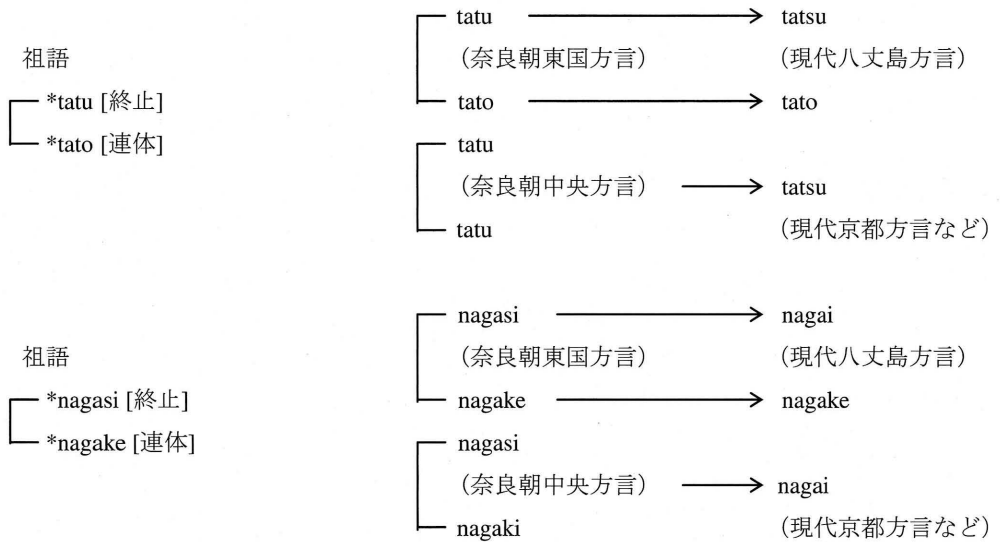 tatu → tatsu
祖語 （奈良朝東国方言） （現代八丈島方言）
*tatu [終止] tato → tato
*tato [連体] tatu
（奈良朝中央方言） → tatsu
tatu （現代京都方言など）
nagasi → nagai
祖語 （奈良朝東国方言） （現代八丈島方言）
*nagasi [終止] nagake → nagake
*nagake [連体] nagasi
（奈良朝中央方言） → nagai
nagaki （現代京都方言など）